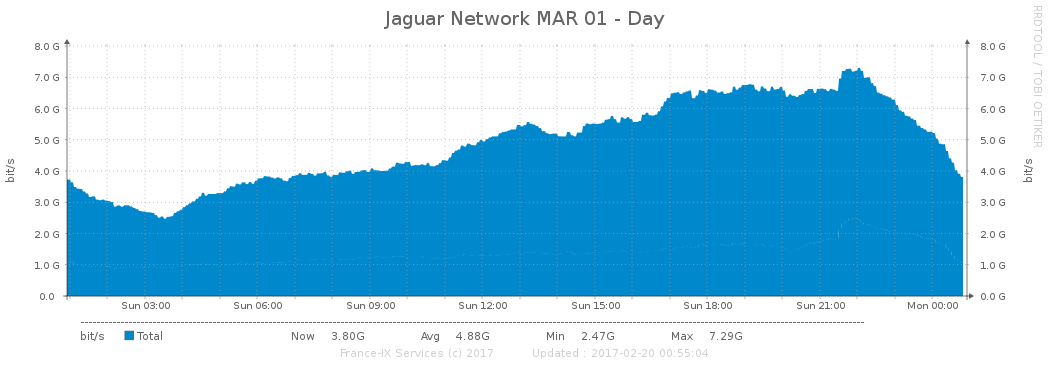 Jaguar Network MAR 01 - Day
RRDTOOL / TOBI OETIKER
8.0 G 8.0 G
7.0 G 7.0 G
6.0 G 6.0 G
5.0 G 5.0 G
4.0 G 4.0 G
3.0 G 3.0 G
2.0 G 2.0 G
1.0 G 1.0 G
0.0 0.0 G
bit/s
bit/s
Sun 03:00 Sun 06:00 Sun 09:00 Sun 12:00 Sun 15:00 Sun 18:00 Sun 21:00 Mon 00:00
bit/s Total Now 3.80G Avg 4.88G Min 2.47G Max 7.29G
France-IX Services (c) 2017 Updated : 2017-02-20 00:55:04